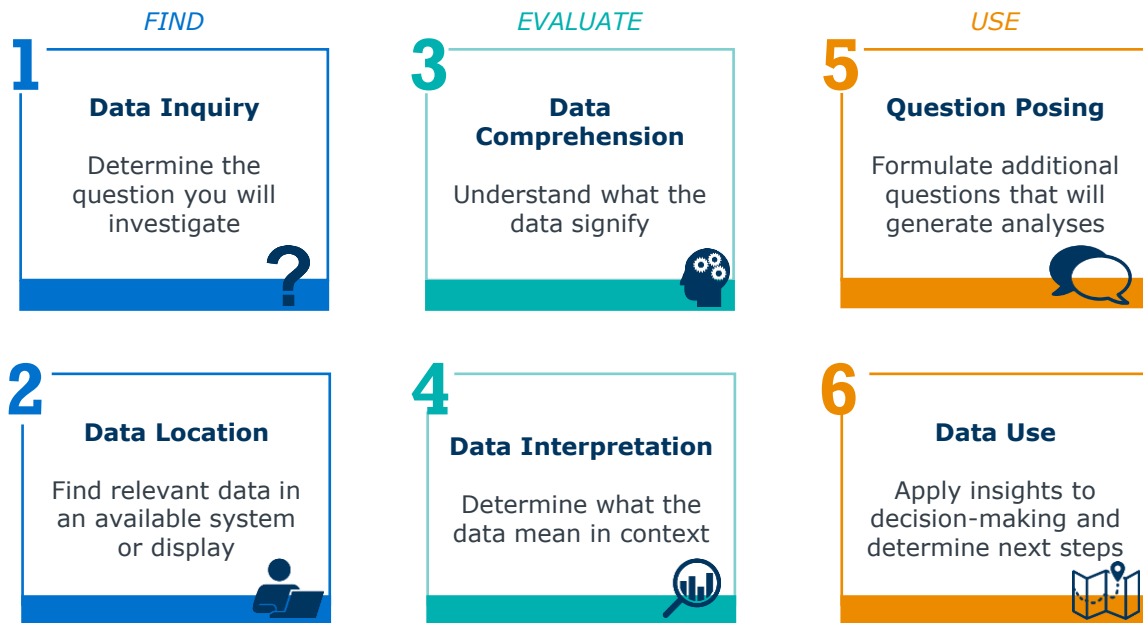 FIND
1
Data Inquiry
Determine the
question you will
investigate
2
Data Location
Find relevant data in
an available system
or display
EVALUATE
3
Data
Comprehension
Understand what the
data signify
4
Data Interpretation
Determine what the
data mean in context
USE
5
Question Posing
Formulate additional
questions that will
generate analyses
6
Data Use
Apply insights to
decision-making and
determine next steps